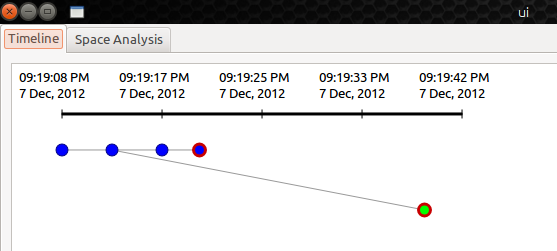 ui
Timeline Space Analysis
09:19:08 PM 09:19:17 PM 09:19:25 PM 09:19:33 PM 09:19:42 PM
7 Dec, 2012 7 Dec, 2012 7 Dec, 2012 7 Dec, 2012 7 Dec, 2012